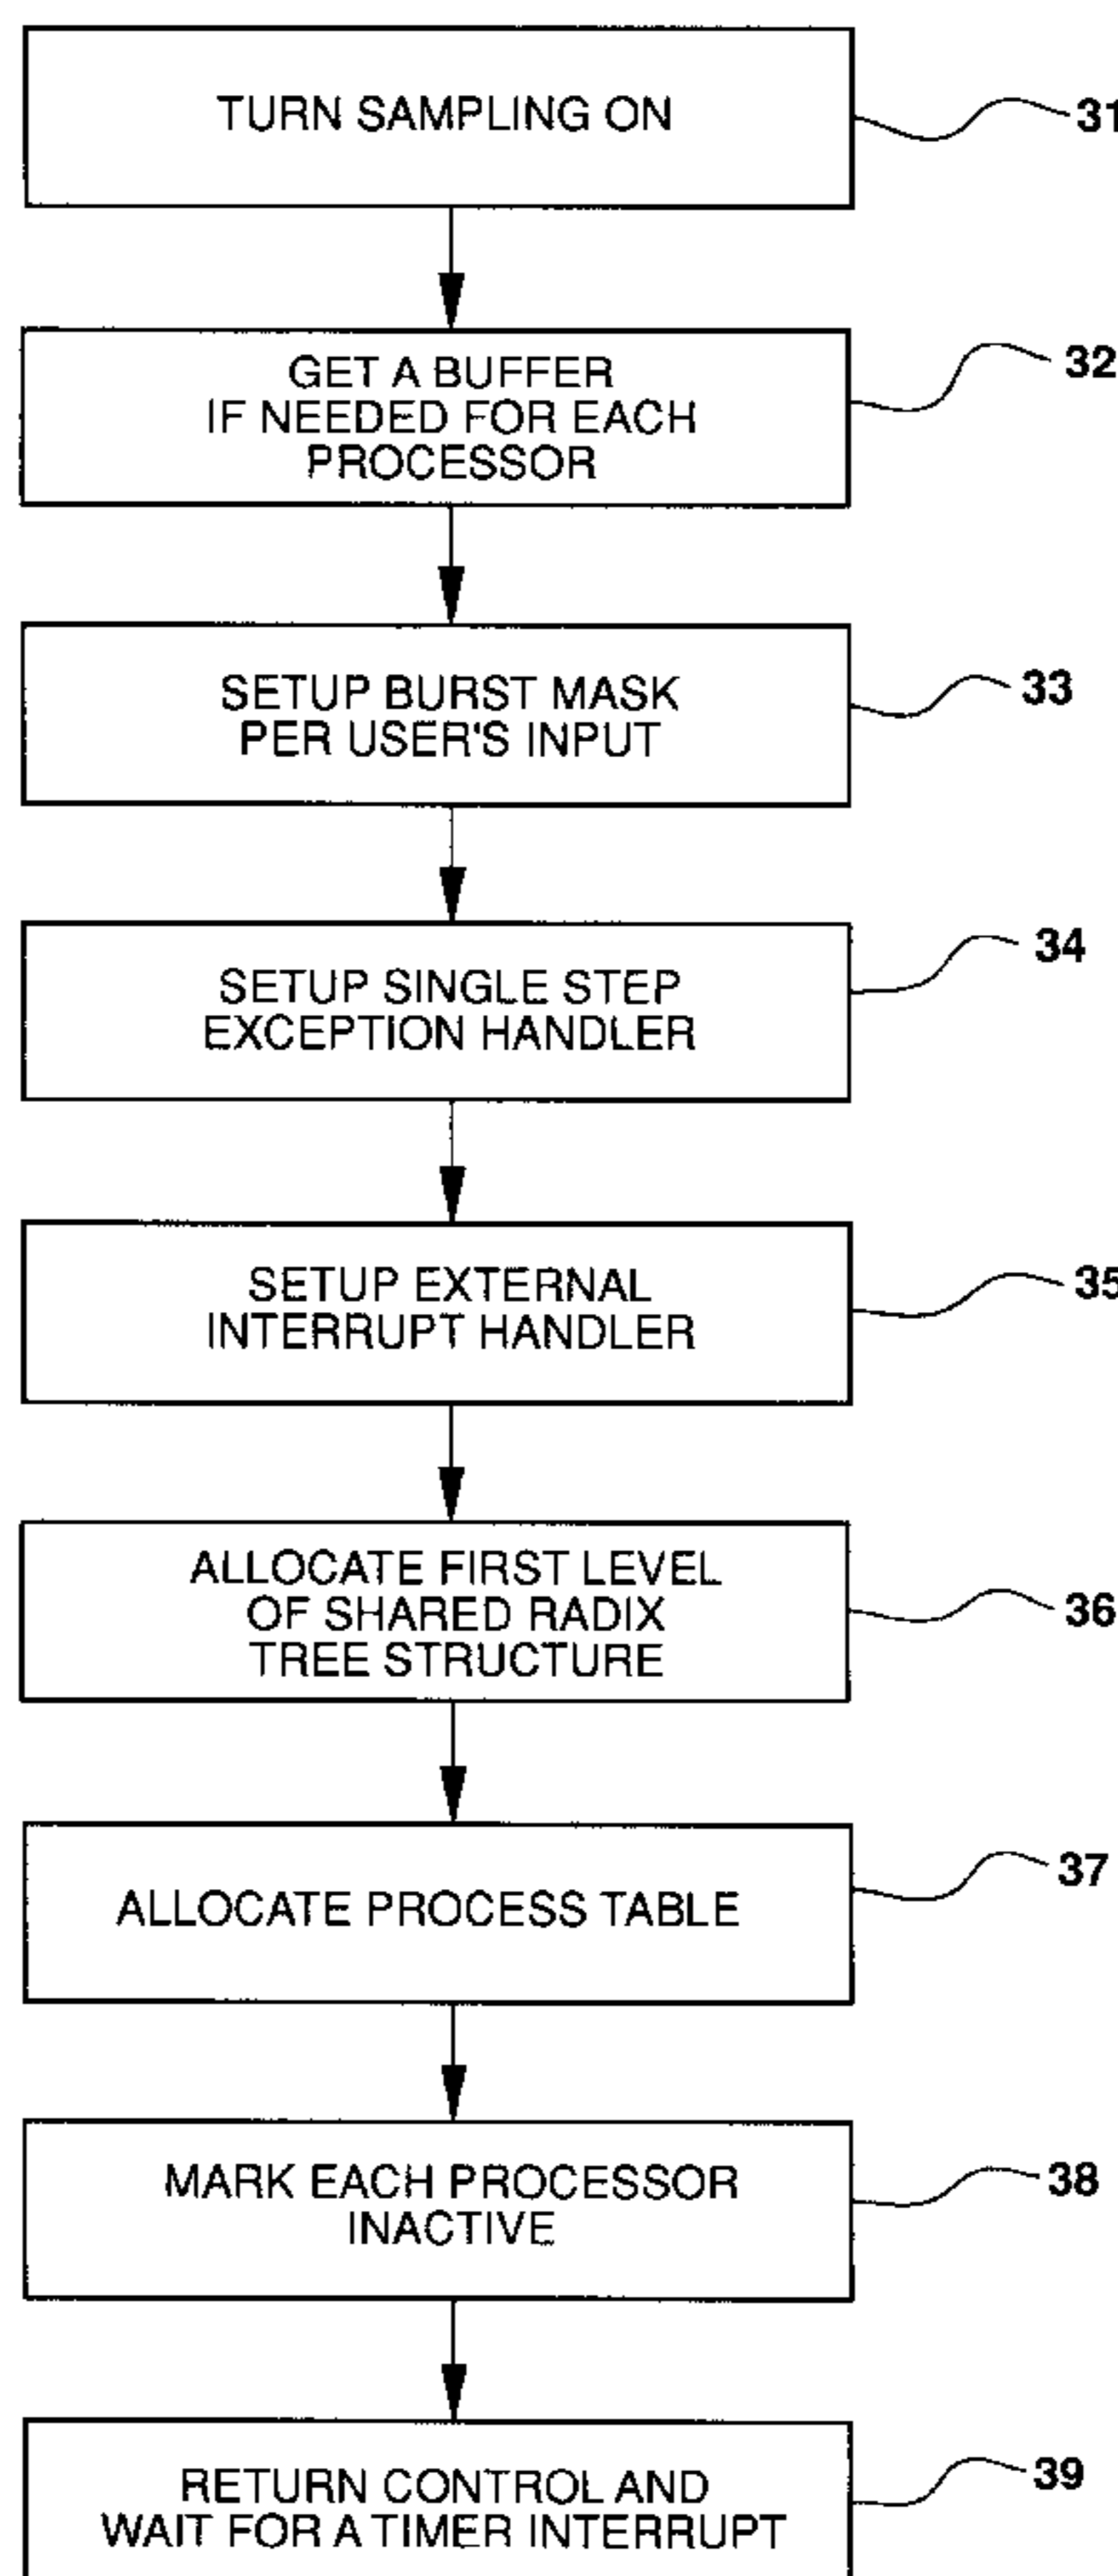 TURN SAMPLING ON
31
GET A BUFFER
IF NEEDED FOR EACH
PROCESSOR
32
SETUP BURST MASK
PER USER'S INPUT
33
SETUP SINGLE STEP
EXCEPTION HANDLER
34
SETUP EXTERNAL
INTERRUPT HANDLER
35
ALLOCATE FIRST LEVEL
OF SHARED RADIX
TREE STRUCTURE
36
ALLOCATE PROCESS TABLE
37
MARK EACH PROCESSOR
INACTIVE
38
RETURN CONTROL AND
WAIT FOR A TIMER INTERRUPT
39